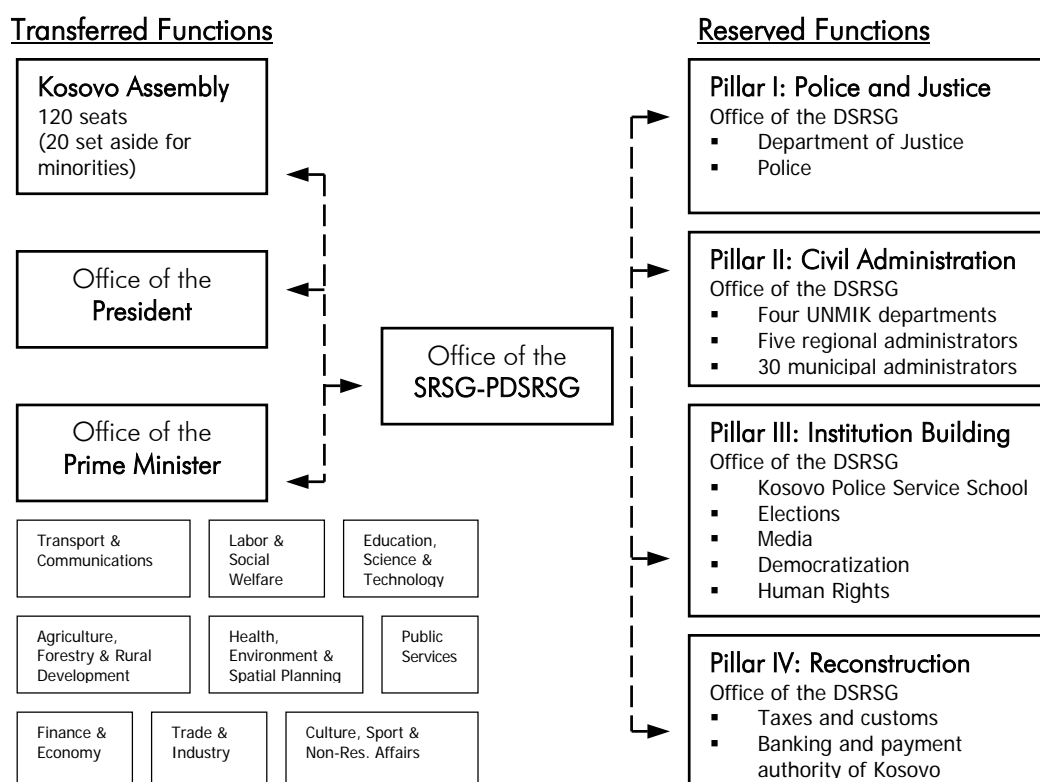 Transferred Functions
Kosovo Assembly
120 seats
(20 set aside for
minorities)
Office of the
President
Office of the
Prime Minister
Transport &
Communications
Labor &
Social
Welfare
Education,
Science &
Technology
Agriculture,
Forestry & Rural
Development
Health,
Environment &
Spatial Planning
Public
Services
Finance &
Economy
Trade &
Industry
Culture, Sport &
Non-Res. Affairs
Office of the
SRSG-PDSRSG
Reserved Functions
Pillar I: Police and Justice
Office of the DSRSG
▪ Department of Justice
▪ Police
Pillar II: Civil Administration
Office of the DSRSG
▪ Four UNMIK departments
▪ Five regional administrators
▪ 30 municipal administrators
Pillar III: Institution Building
Office of the DSRSG
▪ Kosovo Police Service School
▪ Elections
▪ Media
▪ Democratization
▪ Human Rights
Pillar IV: Reconstruction
Office of the DSRSG
▪ Taxes and customs
▪ Banking and payment
authority of Kosovo